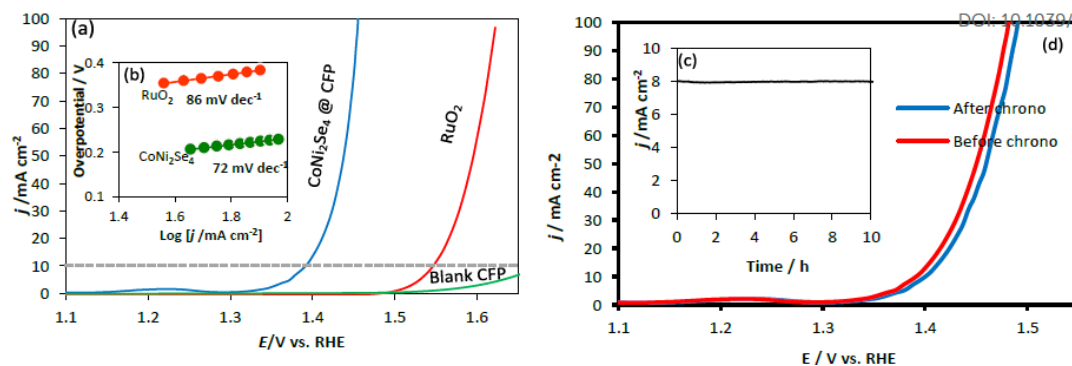 (a)
100
90
80
70
60
50
40
30
20
10
0
j /mA cm⁻²
1.1
1.2
1.3
1.4
1.5
1.6
E/V vs. RHE
CoNi₂Se₄ @ CFP
RuO₂
Blank CFP
(b)
0.4
0.3
0.2
0.1
Overpotential / V
RuO₂
86 mV dec⁻¹
CoNi₂Se₄
72 mV dec⁻¹
1.4
1.6
1.8
2
Log [j /mA cm⁻²]
DOI: 10.1039/
(d)
100
90
80
70
60
50
40
30
20
10
0
j / mA cm-2
1.1
1.2
1.3
1.4
1.5
E / V vs. RHE
After chrono
Before chrono
(c)
10
8
6
4
2
0
j/ mA cm⁻²
0
2
4
6
8
10
Time / h